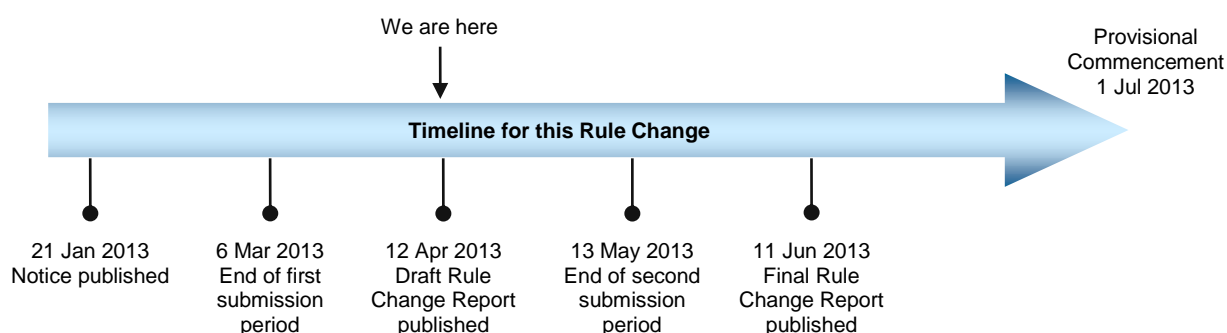 We are here
Provisional
Commencement
1 Jul 2013
Timeline for this Rule Change
21 Jan 2013
Notice published
6 Mar 2013
End of first
submission
period
12 Apr 2013
Draft Rule
Change Report
published
13 May 2013
End of second
submission
period
11 Jun 2013
Final Rule
Change Report
published